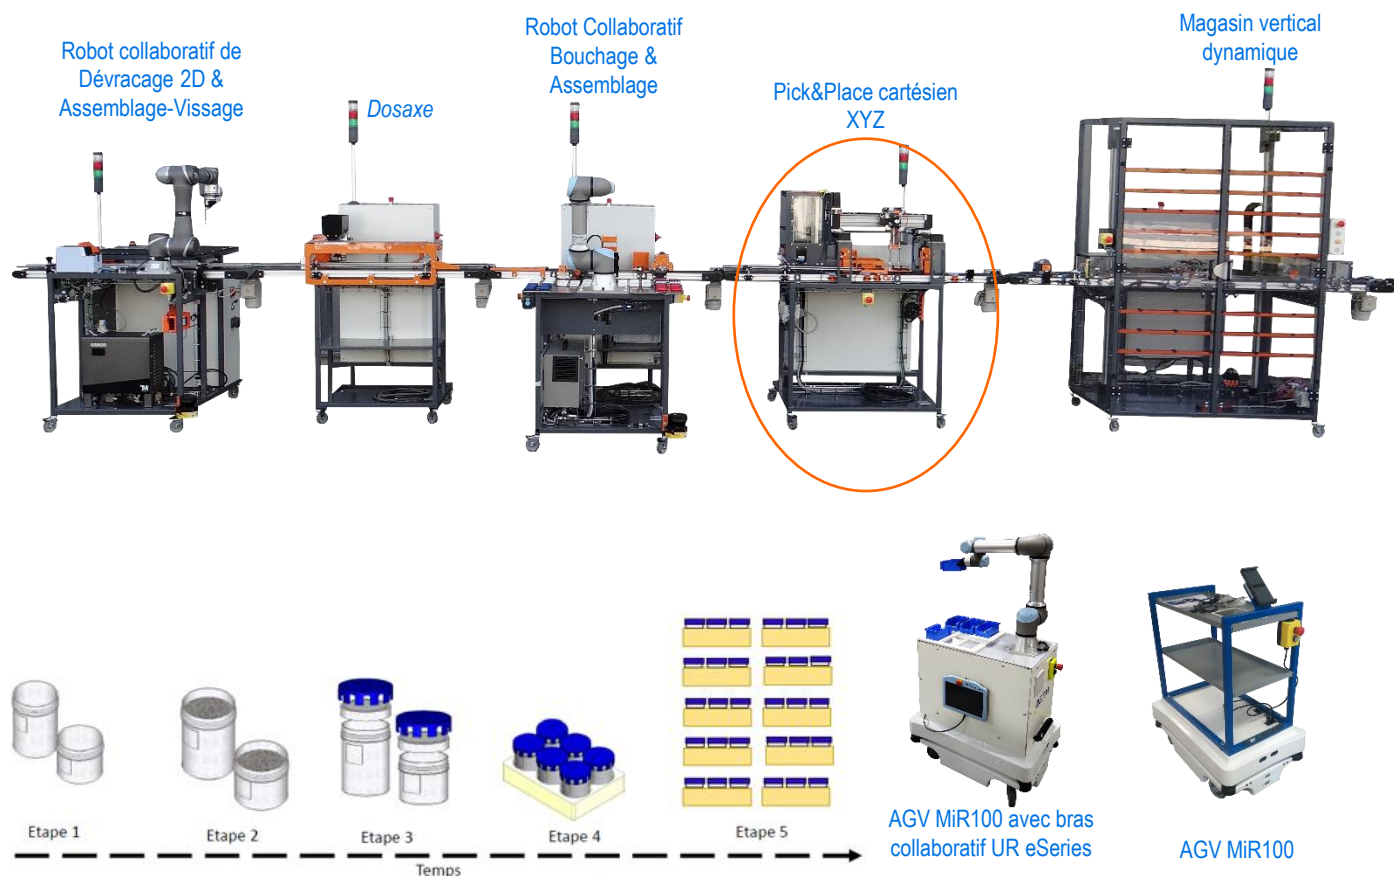 Robot collaboratif de
Dévracage 2D &
Assemblage-Vissage
Dosaxe
Robot Collaboratif
Bouchage &
Assemblage
Pick&Place cartésien
XYZ
Magasin vertical
dynamique
Etape 1
Etape 2
Etape 3
Etape 4
Etape 5
Temps
AGV MiR100 avec bras
collaboratif UR eSeries
AGV MiR100